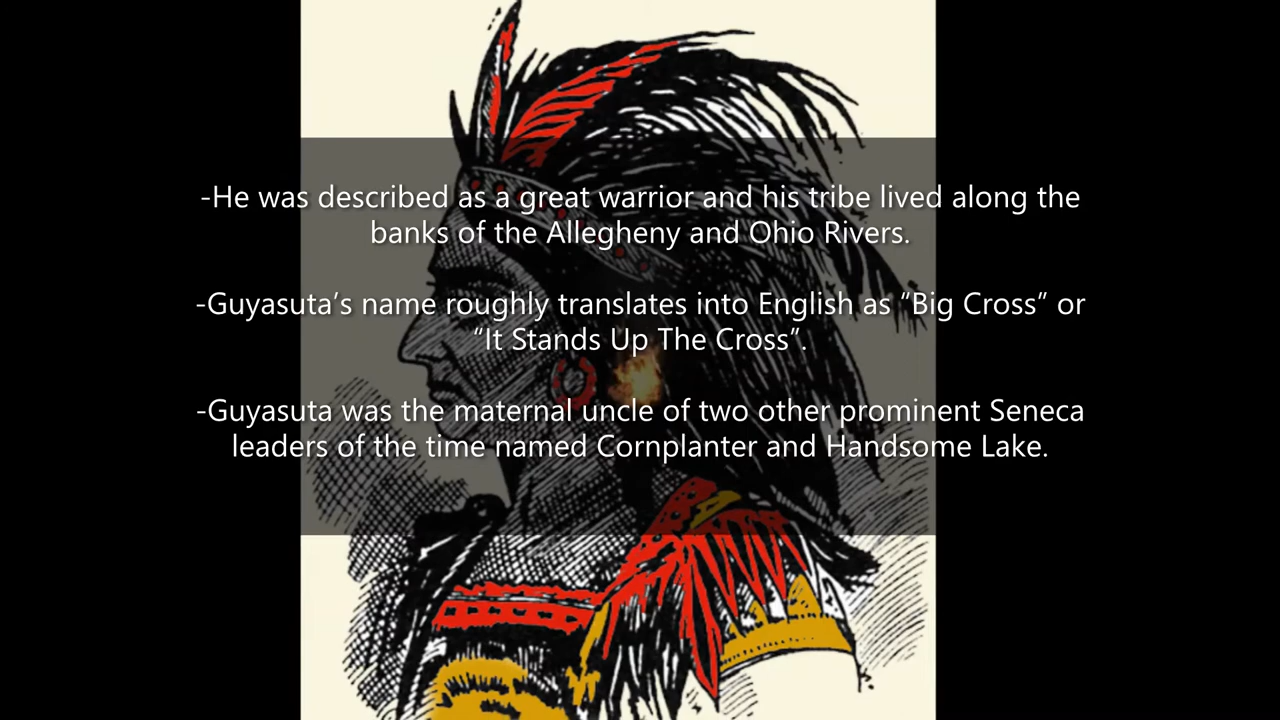 -He was described as a great warrior and his tribe lived along the
banks of the Allegheny and Ohio Rivers.
-Guyasuta’s name roughly translates into English as “Big Cross” or
“It Stands Up The Cross”.
-Guyasuta was the maternal uncle of two other prominent Seneca
leaders of the time named Cornplanter and Handsome Lake.